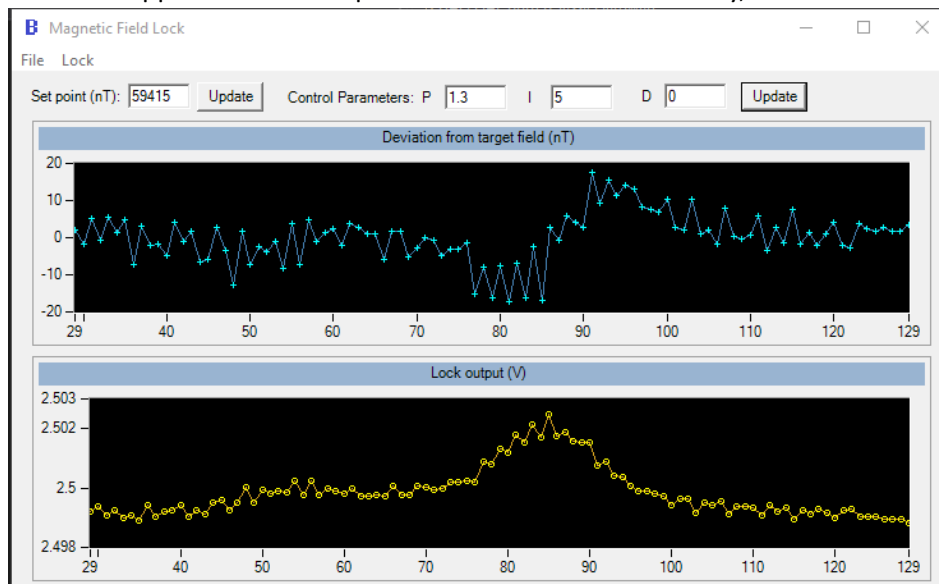 B Magnetic Field Lock
File Lock
Set point (nT): 59415 Update Control Parameters: P 1.3 I 5 D 0 Update
Deviation from target field (nT)
20
10
0
-10
-20
29 40 50 60 70 80 90 100 110 120 129
Lock output (V)
2.503
2.502
2.5
2.498
29 40 50 60 70 80 90 100 110 120 129